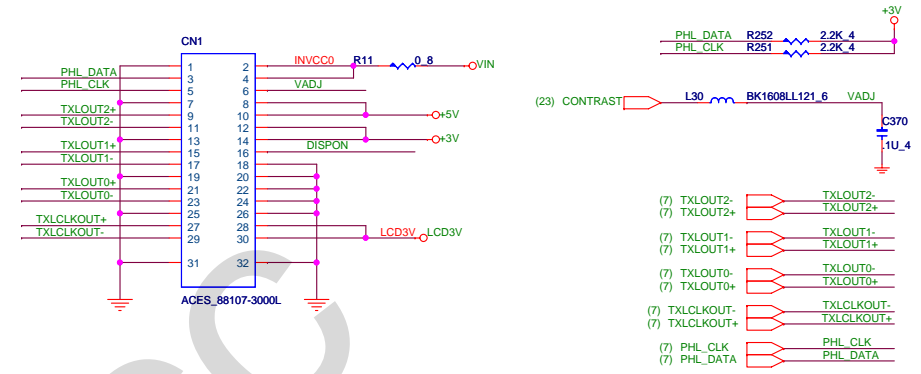 +3V
CN1
PHL_DATA R252 2.2K_4
PHL_CLK R251 2.2K_4
1 2 INVCC0 R11 0_8 VIN
PHL_DATA 3 4
PHL_CLK 5 6 VADJ
7 8
TXLOUT2+ 9 10 +5V
TXLOUT2- 11 12
13 14 +3V
TXLOUT1+ 15 16 DISPON
TXLOUT1- 17 18
19 20
TXLOUT0+ 21 22
TXLOUT0- 23 24
25 26
TXLCLKOUT+ 27 28
TXLCLKOUT- 29 30 LCD3V LCD3V
31 32
ACES_88107-3000L
(23) CONTRAST L30 BK1608LL121_6 VADJ
C370
.1U_4
(7) TXLOUT2- TXLOUT2-
(7) TXLOUT2+ TXLOUT2+
(7) TXLOUT1- TXLOUT1-
(7) TXLOUT1+ TXLOUT1+
(7) TXLOUT0- TXLOUT0-
(7) TXLOUT0+ TXLOUT0+
(7) TXLCLKOUT- TXLCLKOUT-
(7) TXLCLKOUT+ TXLCLKOUT+
(7) PHL_CLK PHL_CLK
(7) PHL_DATA PHL_DATA